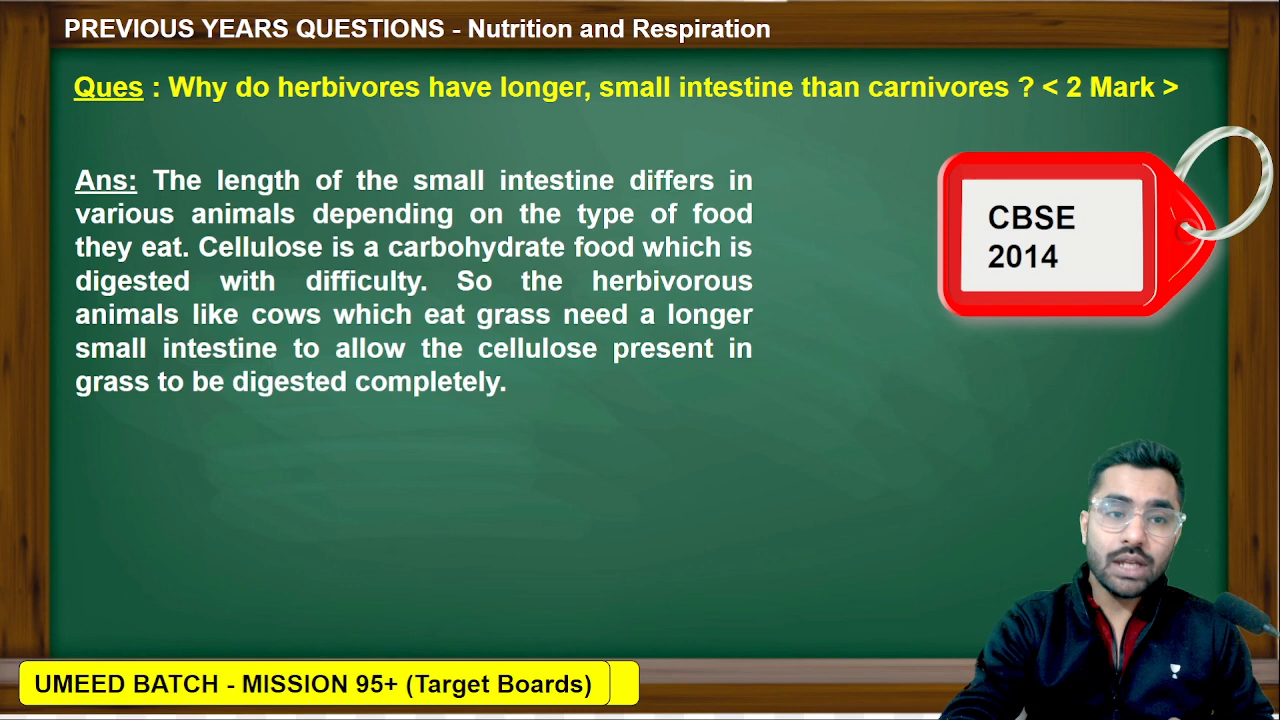 PREVIOUS YEARS QUESTIONS - Nutrition and Respiration
Ques : Why do herbivores have longer, small intestine than carnivores ? < 2 Mark >
Ans: The length of the small intestine differs in
various animals depending on the type of food
they eat. Cellulose is a carbohydrate food which is
digested with difficulty. So the herbivorous
animals like cows which eat grass need a longer
small intestine to allow the cellulose present in
grass to be digested completely.
CBSE
2014
UMEED BATCH - MISSION 95+ (Target Boards)